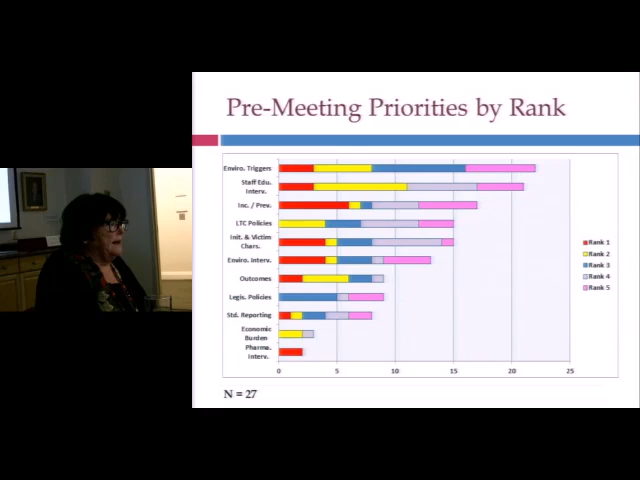 Pre-Meeting Priorities by Rank
Enviro. Triggers
Staff Edu.
Interv.
Inc. / Prev.
LTC Policies
Init. & Victim
Chars.
Enviro. Interv.
Outcomes
Legis. Policies
Std. Reporting
Economic
Burden
Pharma.
Interv.
0 5 10 15 20 25
Rank 1
Rank 2
Rank 3
Rank 4
Rank 5
N = 27